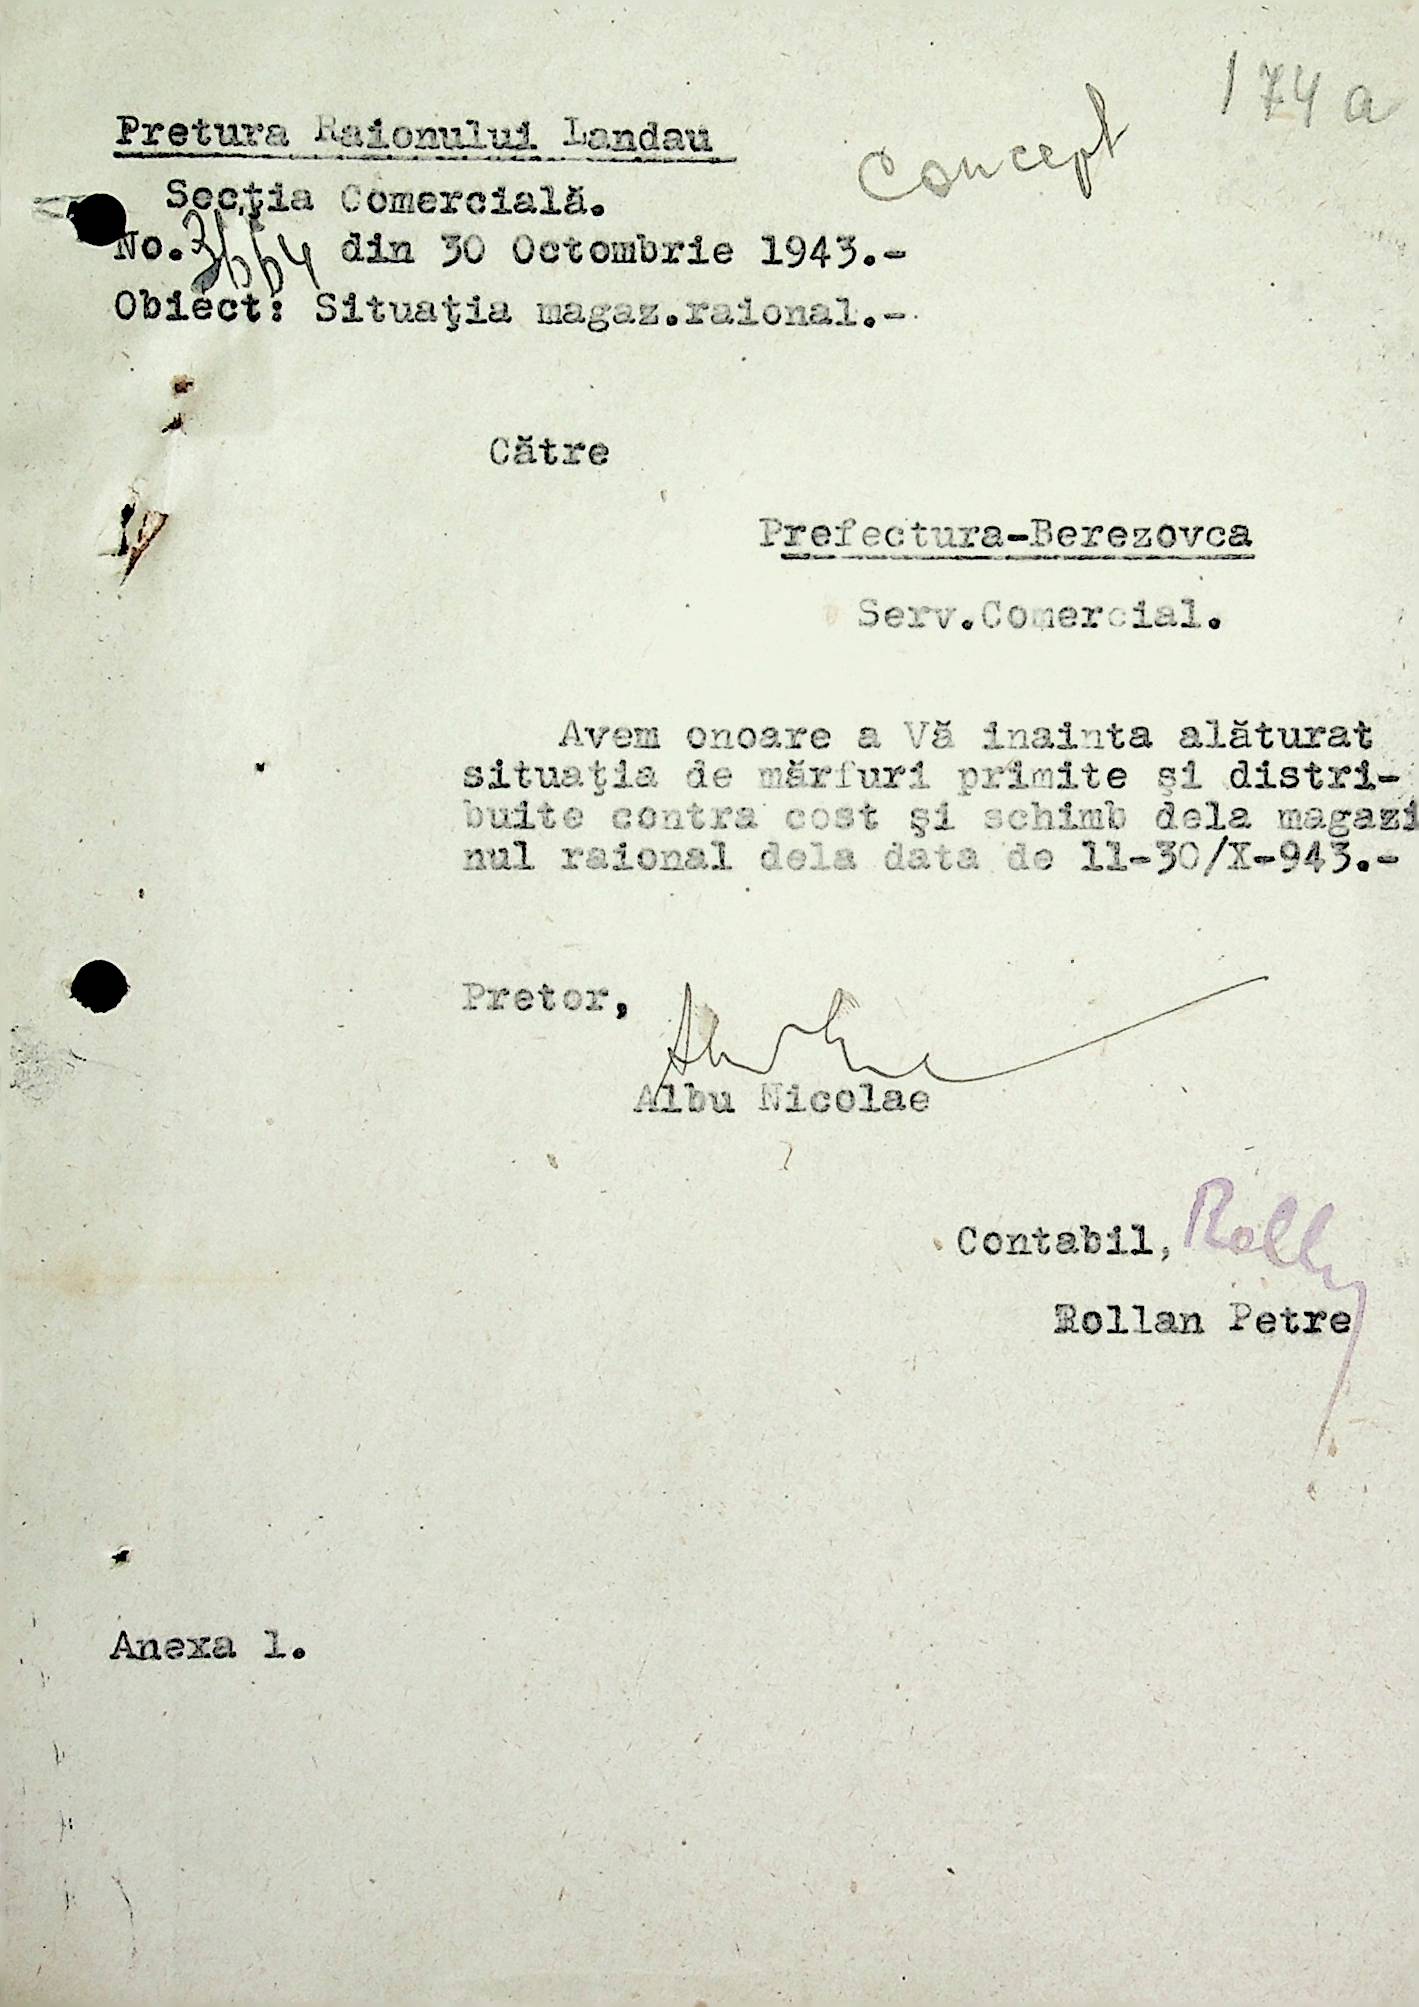 174 a
concept
Pretura Raionului Landau
Secţia Comercială.
No. 3664 din 30 Octombrie 1943.-
Obiect: Situaţia magaz.raional.-
Către
Prefectura-Berezovca
Serv.Comercial.
Avem onoare a Vă inainta alăturat
situaţia de mărfuri primite şi distri-
buite contra cost şi schimb dela magazi
nul raional dela data de 11-30/X-943.-
Pretor,
Albu Nicolae
Contabil,
Rollan Petre
Anexa 1.